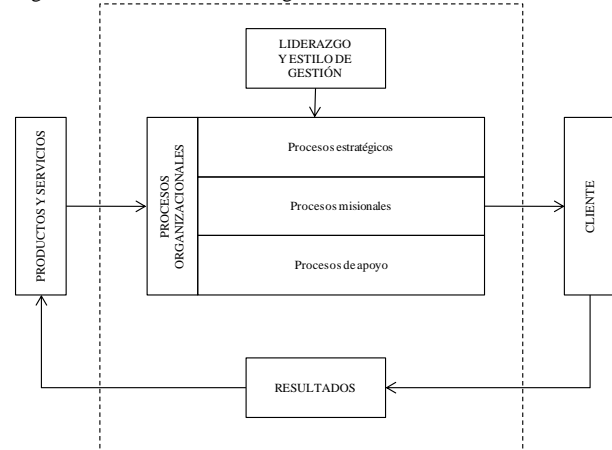 LIDERAZGO
Y ESTILO DE
GESTIÓN
PRODUCTOS Y SERVICIOS
PROCESOS
ORGANIZACIONALES
Procesos estratégicos
Procesos misionales
Procesos de apoyo
CLIENTE
RESULTADOS